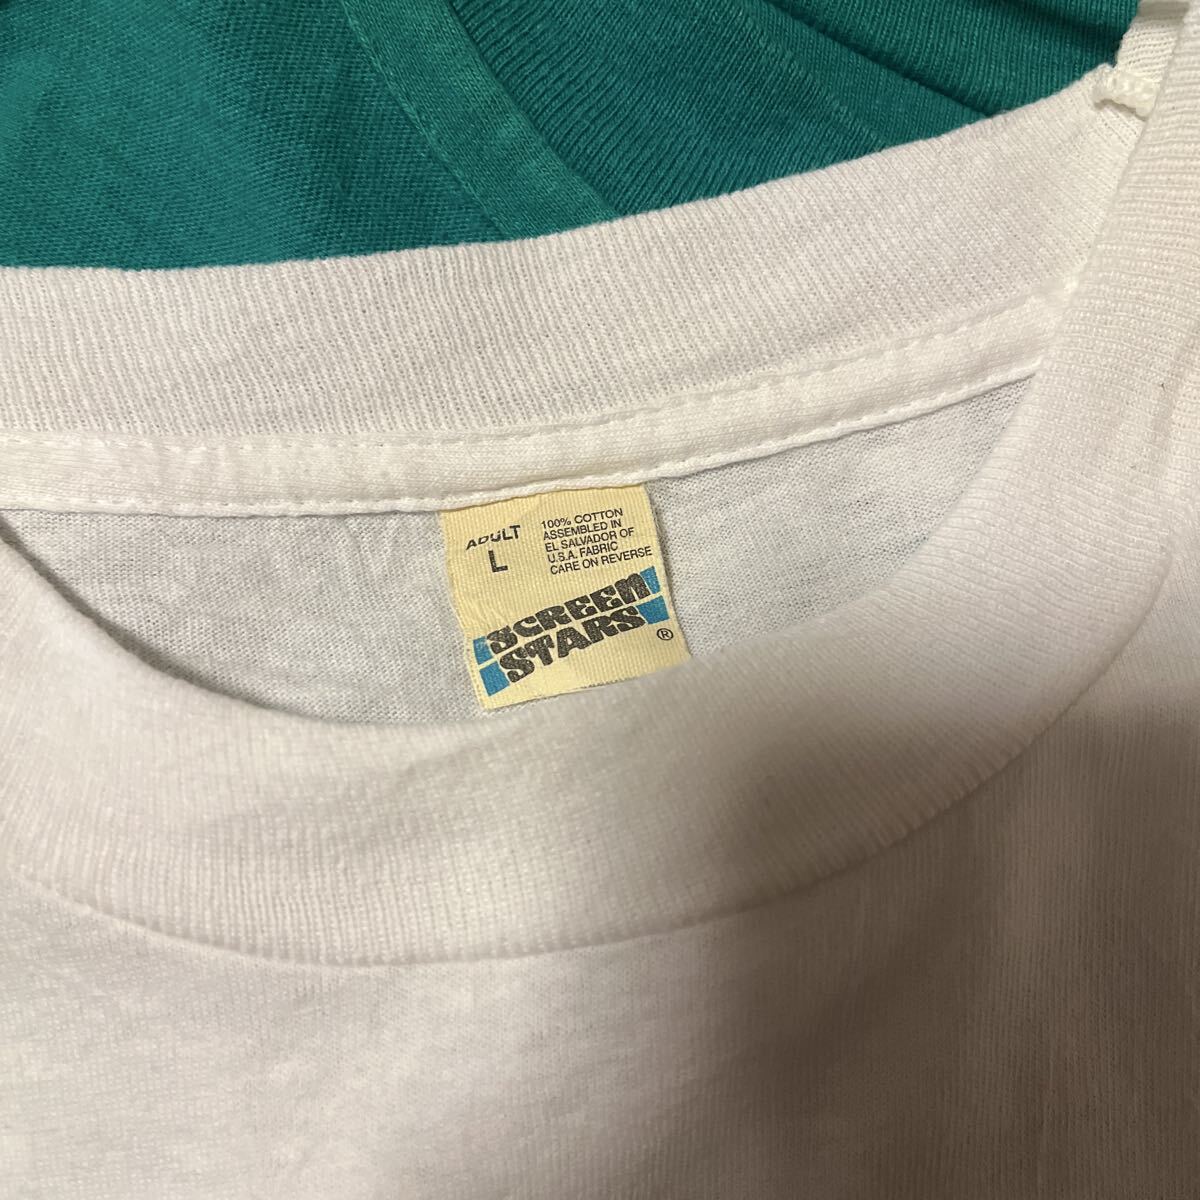 ADULT
L
100% COTTON
ASSEMBLED IN
EL SALVADOR OF
U.S.A. FABRIC
CARE ON REVERSE
SCREEN
STARS®